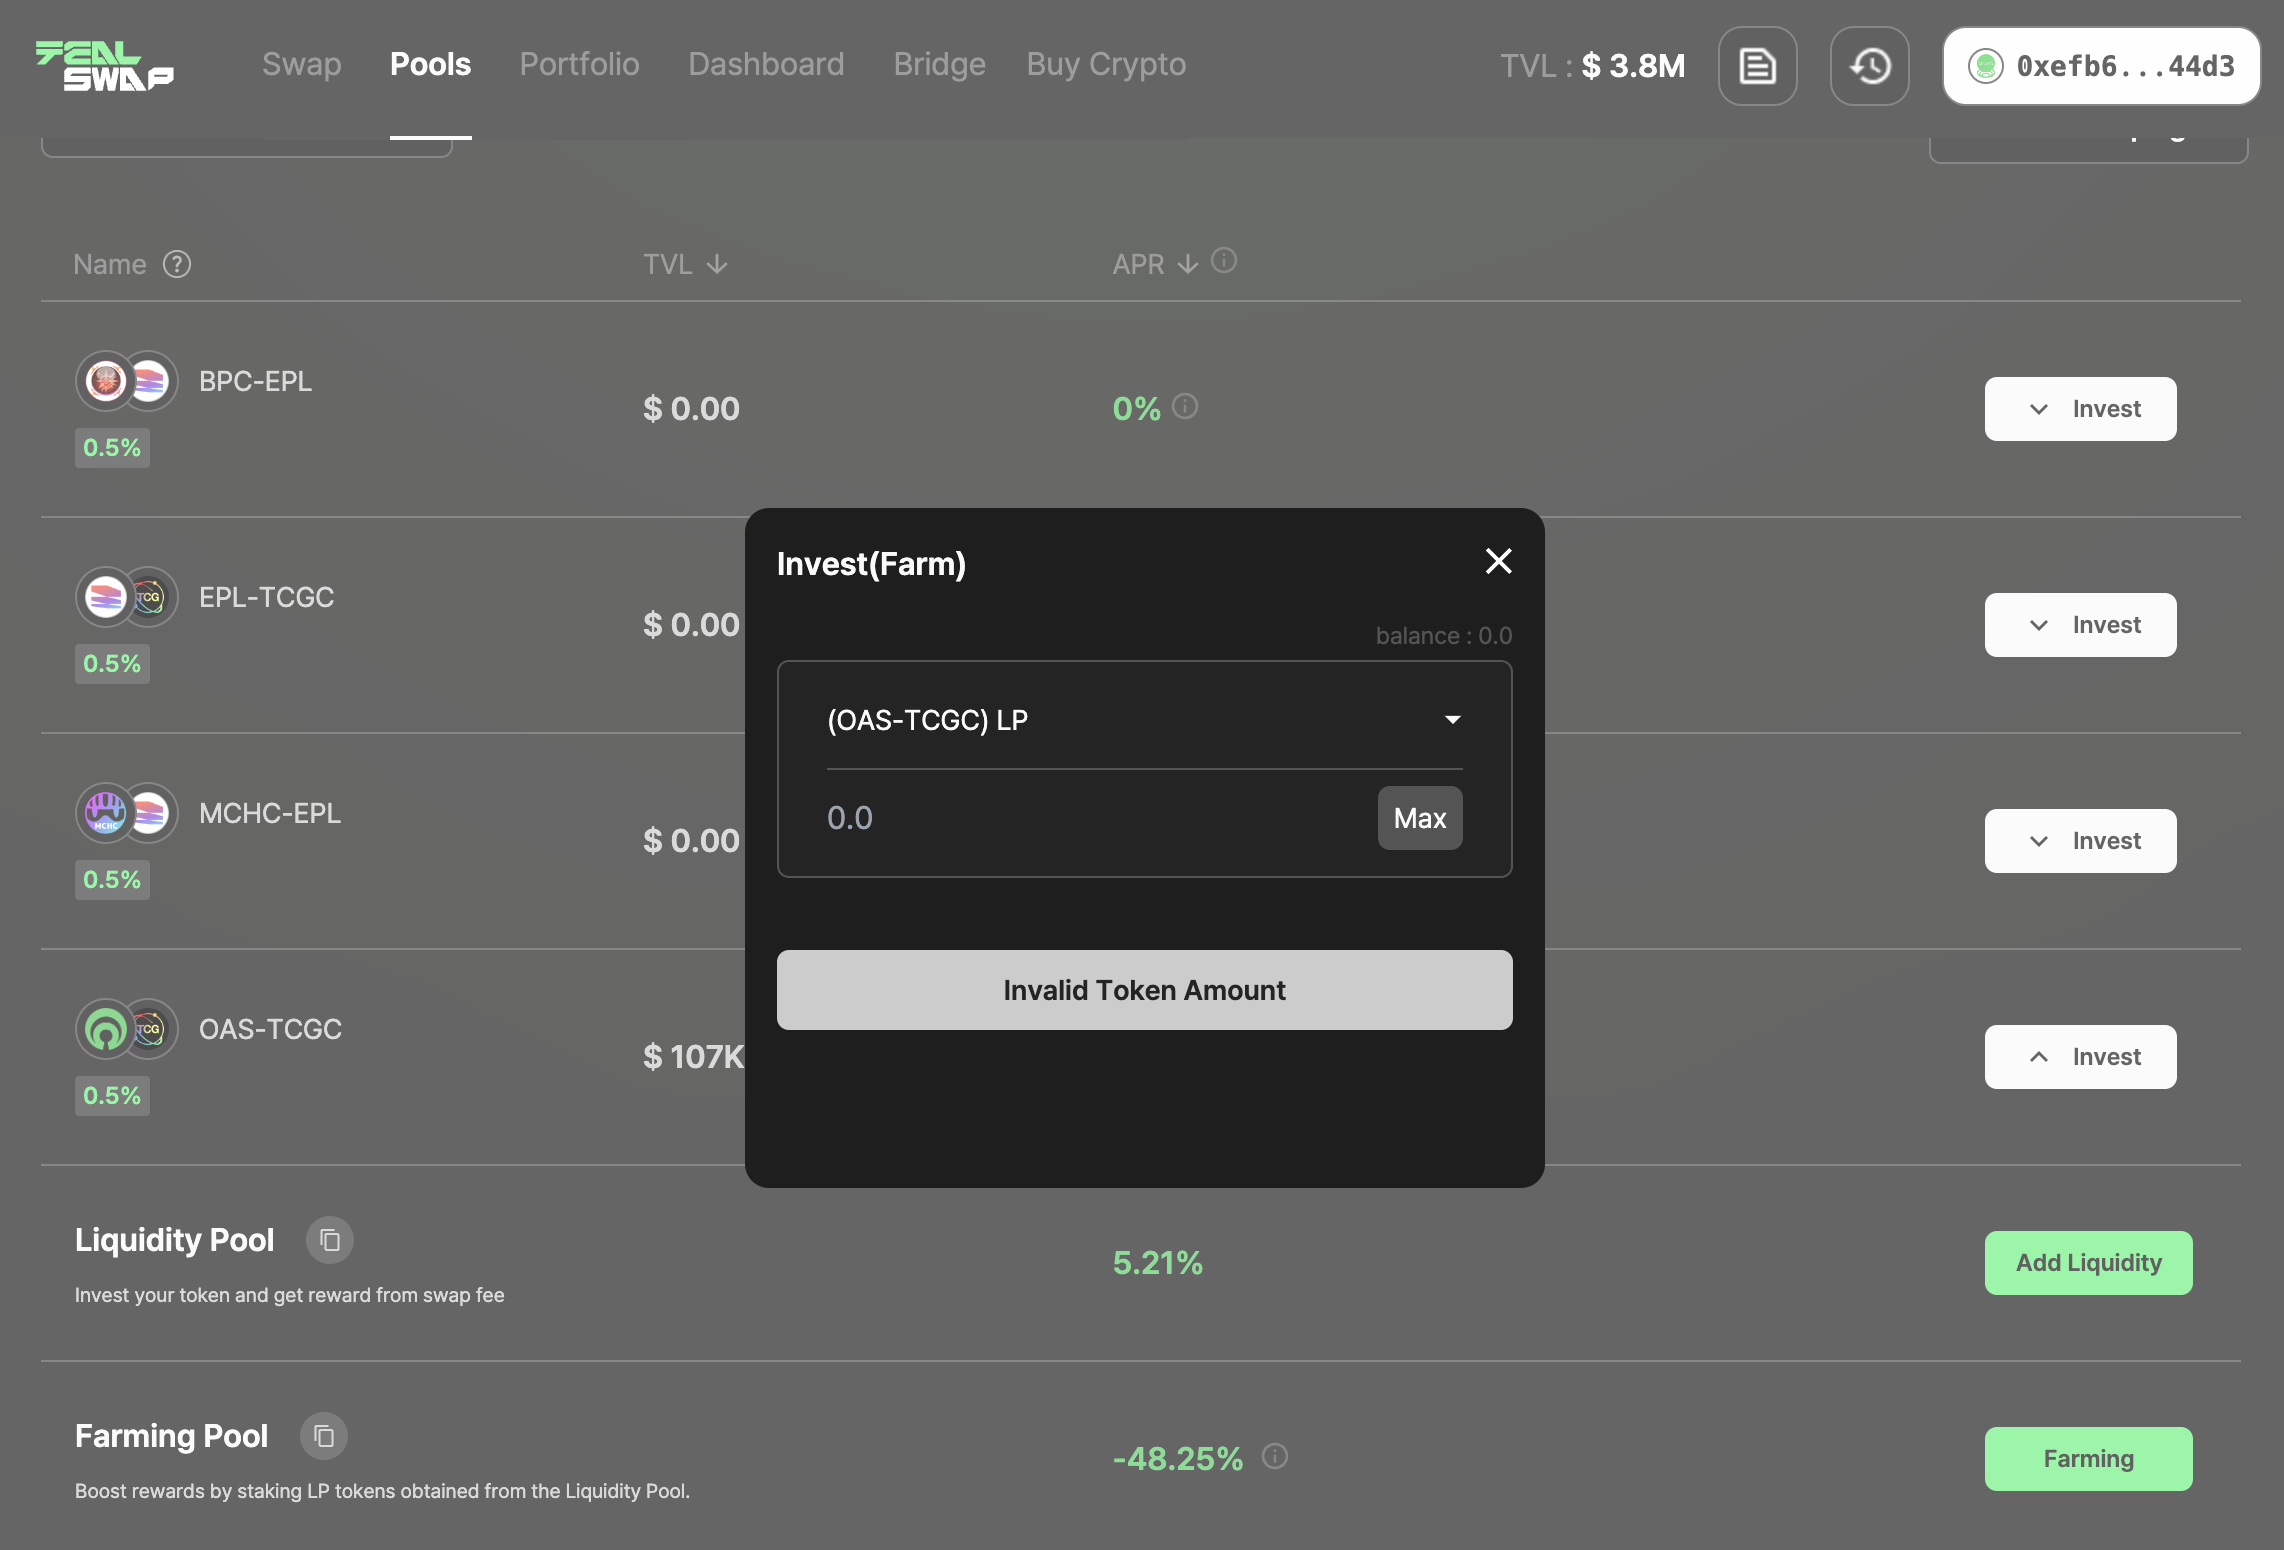 TEAL SWAP
Swap Pools Portfolio Dashboard Bridge Buy Crypto TVL : $ 3.8M 0xefb6...44d3
Name TVL APR
BPC-EPL
$ 0.00 0% Invest
0.5%
EPL-TCGC
$ 0.00 Invest
0.5%
MCHC-EPL
$ 0.00 Invest
0.5%
OAS-TCGC
$ 107K Invest
0.5%
Invest(Farm)
balance : 0.0
(OAS-TCGC) LP
0.0 Max
Invalid Token Amount
Liquidity Pool
5.21% Add Liquidity
Invest your token and get reward from swap fee
Farming Pool
-48.25% Farming
Boost rewards by staking LP tokens obtained from the Liquidity Pool.